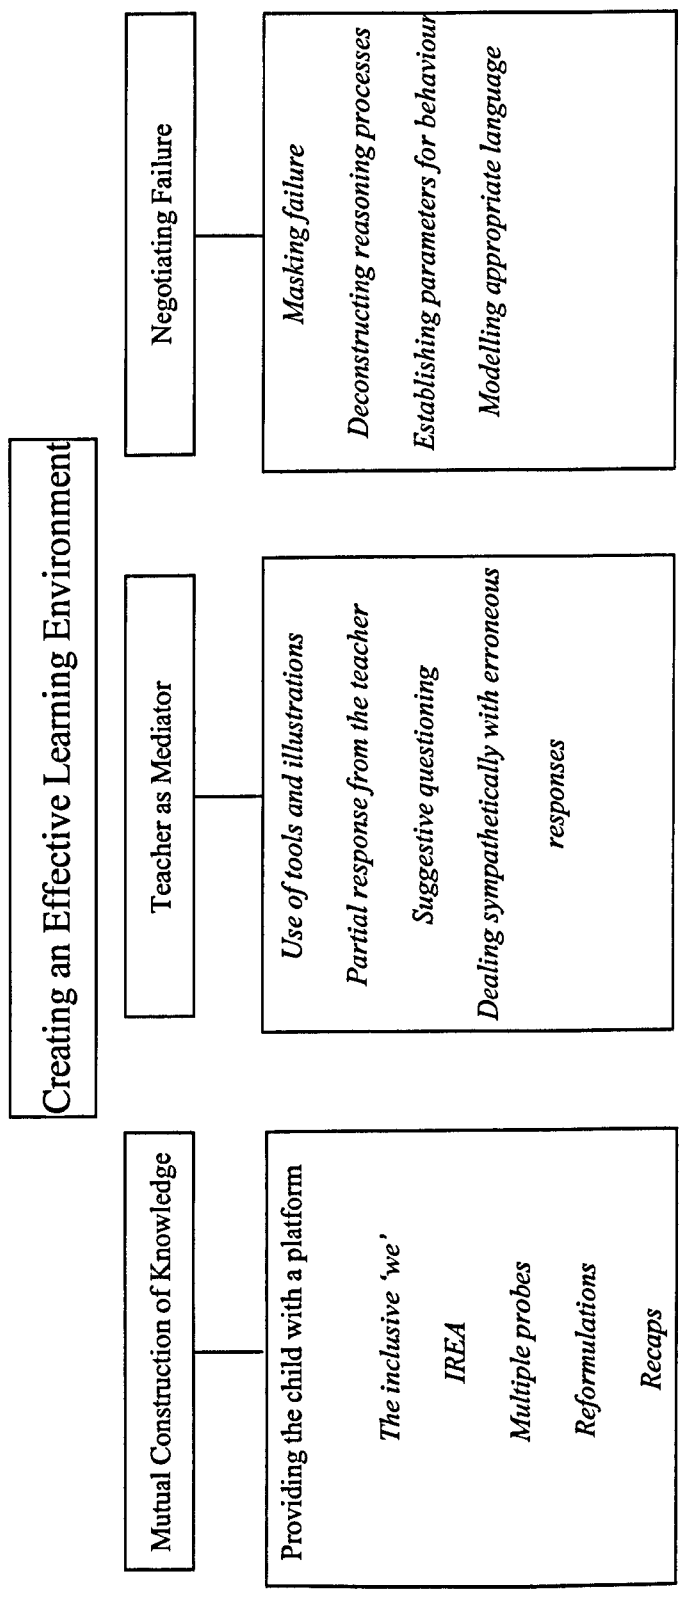 Creating an Effective Learning Environment
Mutual Construction of Knowledge
Providing the child with a platform
The inclusive ‘we’
IREA
Multiple probes
Reformulations
Recaps
Teacher as Mediator
Use of tools and illustrations
Partial response from the teacher
Suggestive questioning
Dealing sympathetically with erroneous
responses
Negotiating Failure
Masking failure
Deconstructing reasoning processes
Establishing parameters for behaviour
Modelling appropriate language